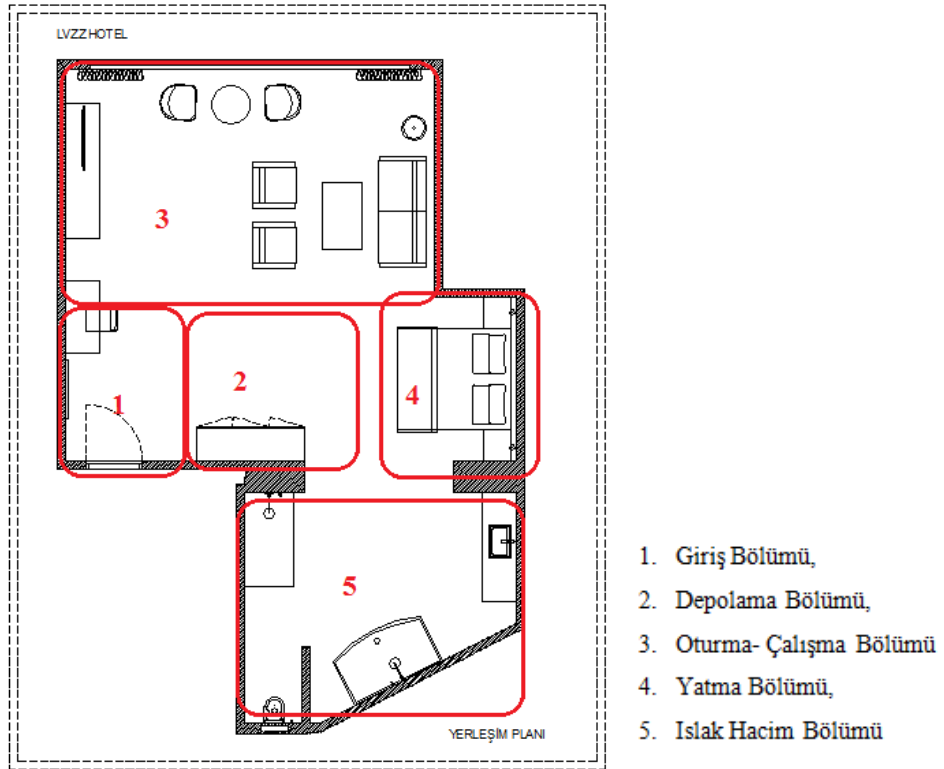 LVZZ HOTEL
3
1
2
4
5
YERLEŞİM PLANI
1. Giriş Bölümü,
2. Depolama Bölümü,
3. Oturma- Çalışma Bölümü
4. Yatma Bölümü,
5. Islak Hacim Bölümü